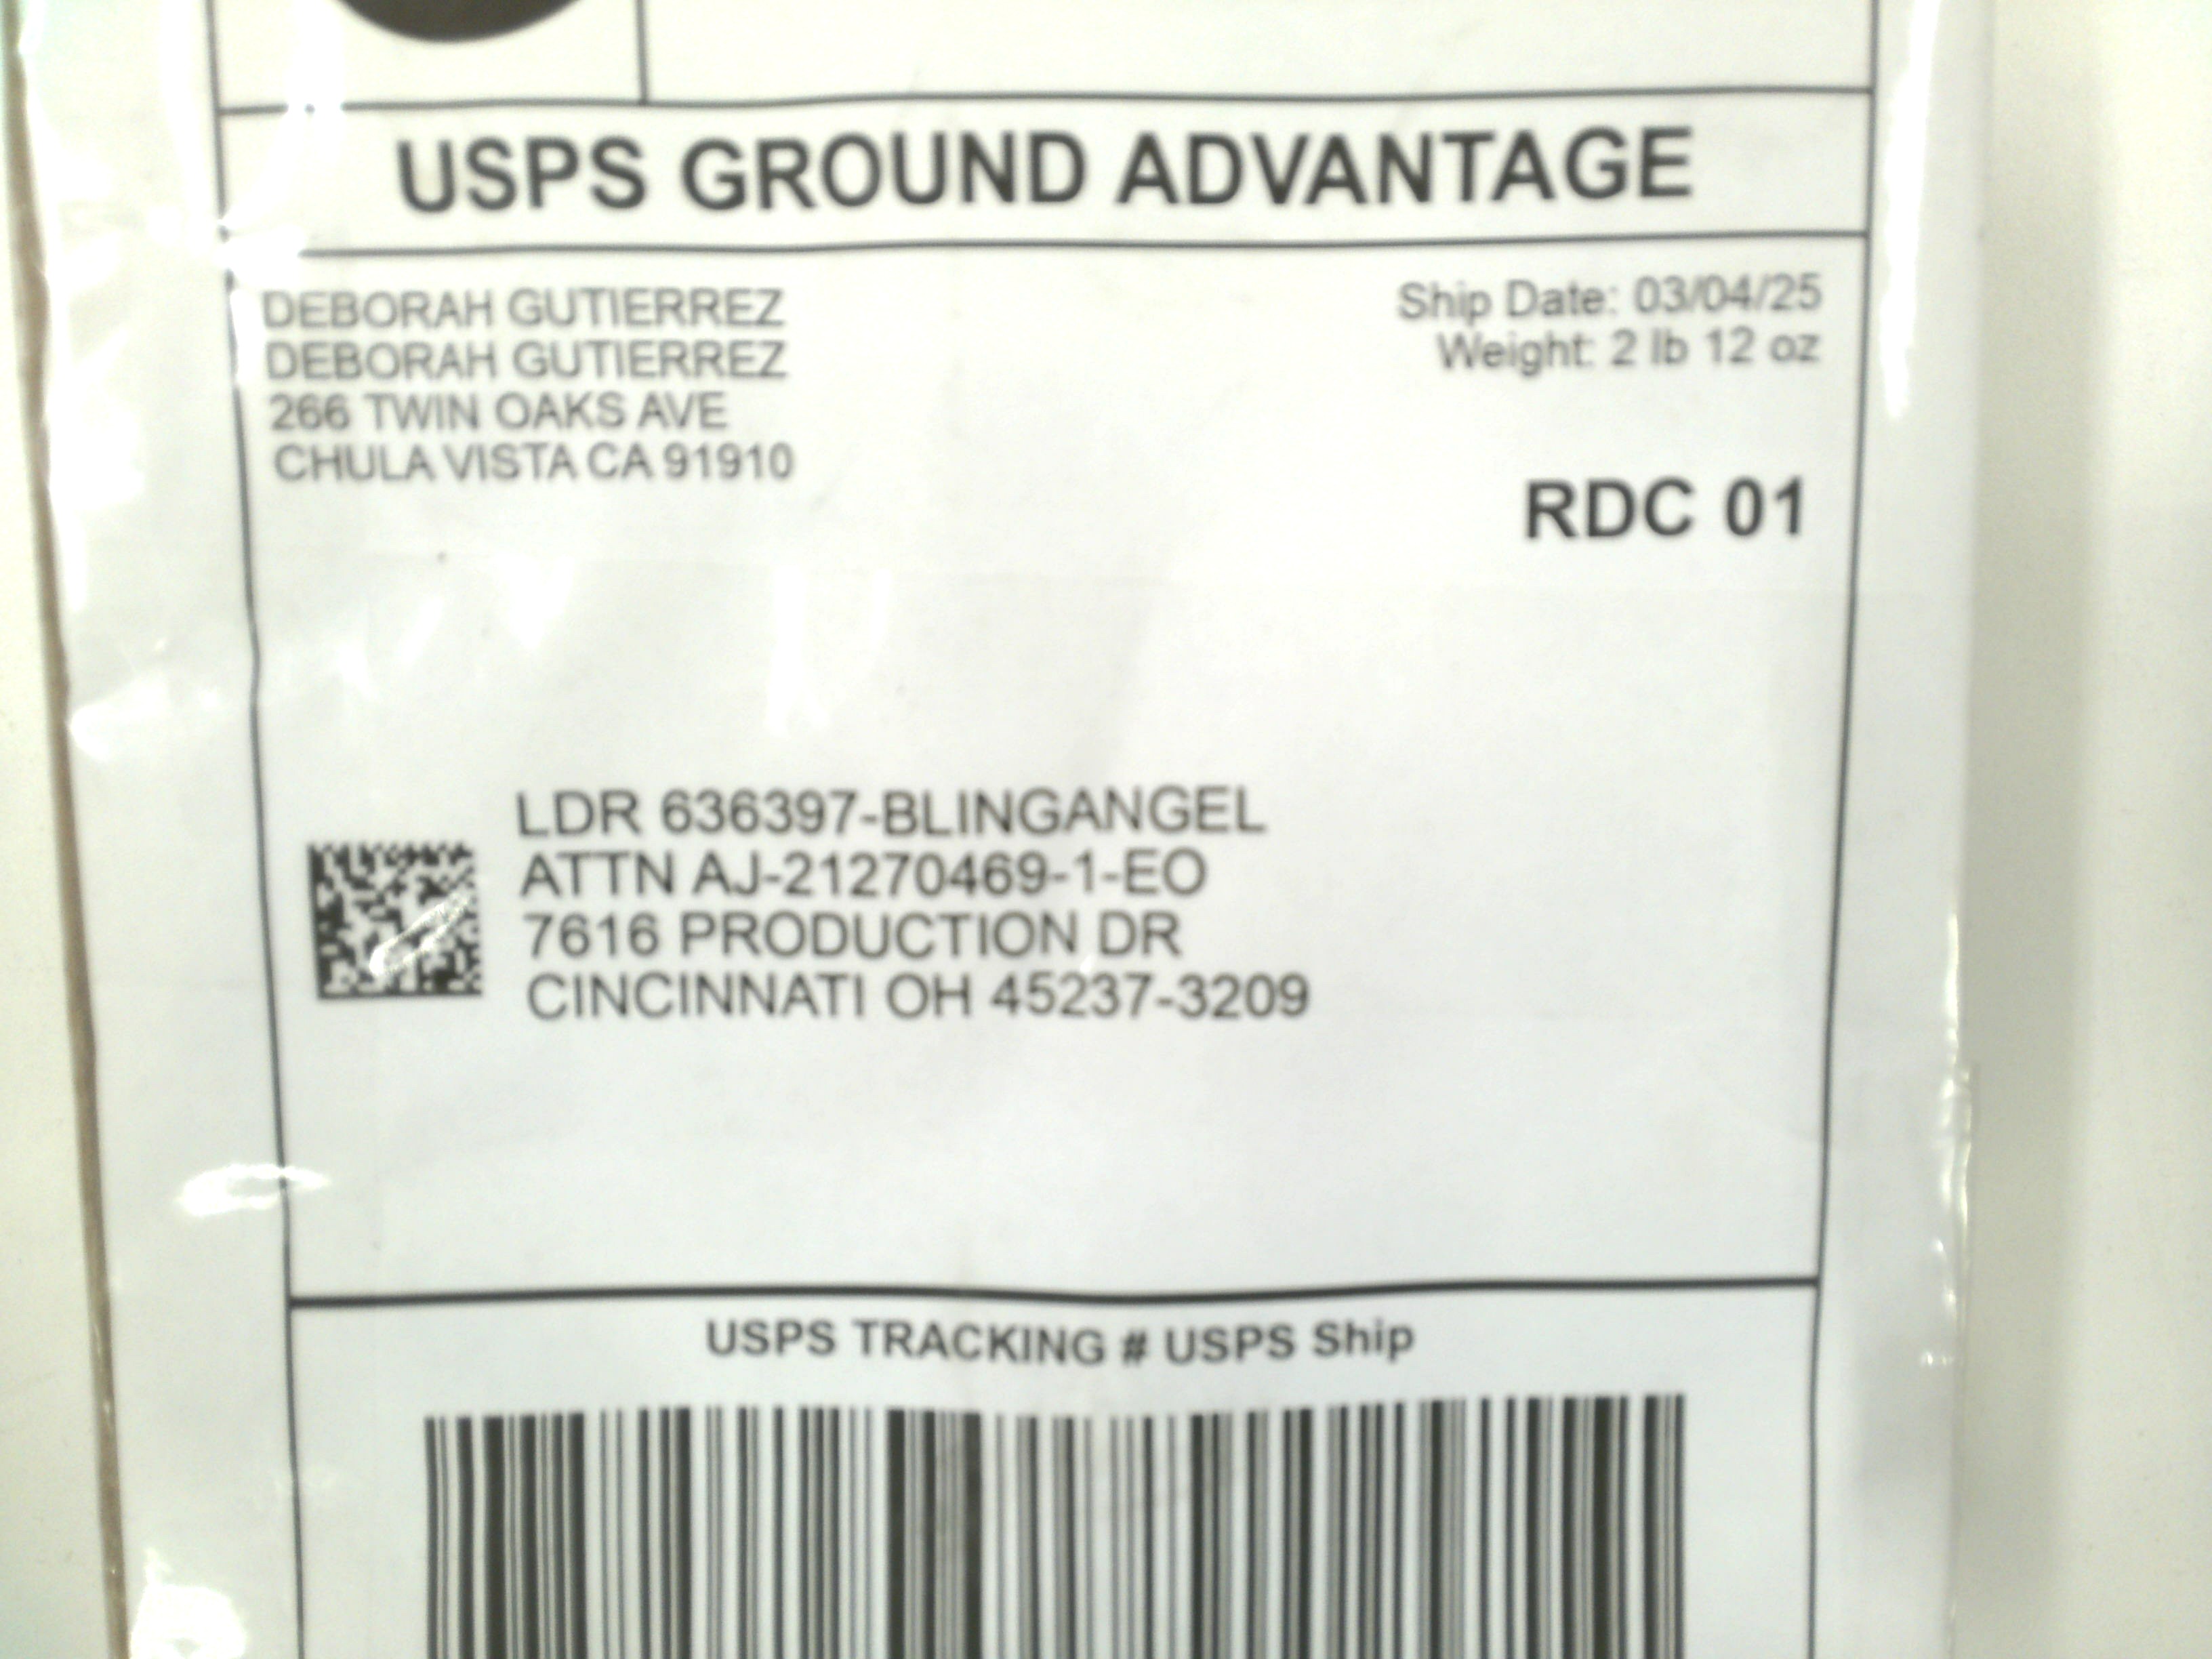 USPS GROUND ADVANTAGE
DEBORAH GUTIERREZ
DEBORAH GUTIERREZ
266 TWIN OAKS AVE
CHULA VISTA CA 91910
Ship Date: 03/04/25
Weight: 2 lb 12 oz
RDC 01
LDR 636397-BLINGANGEL
ATTN AJ-21270469-1-EO
7616 PRODUCTION DR
CINCINNATI OH 45237-3209
USPS TRACKING # USPS Ship